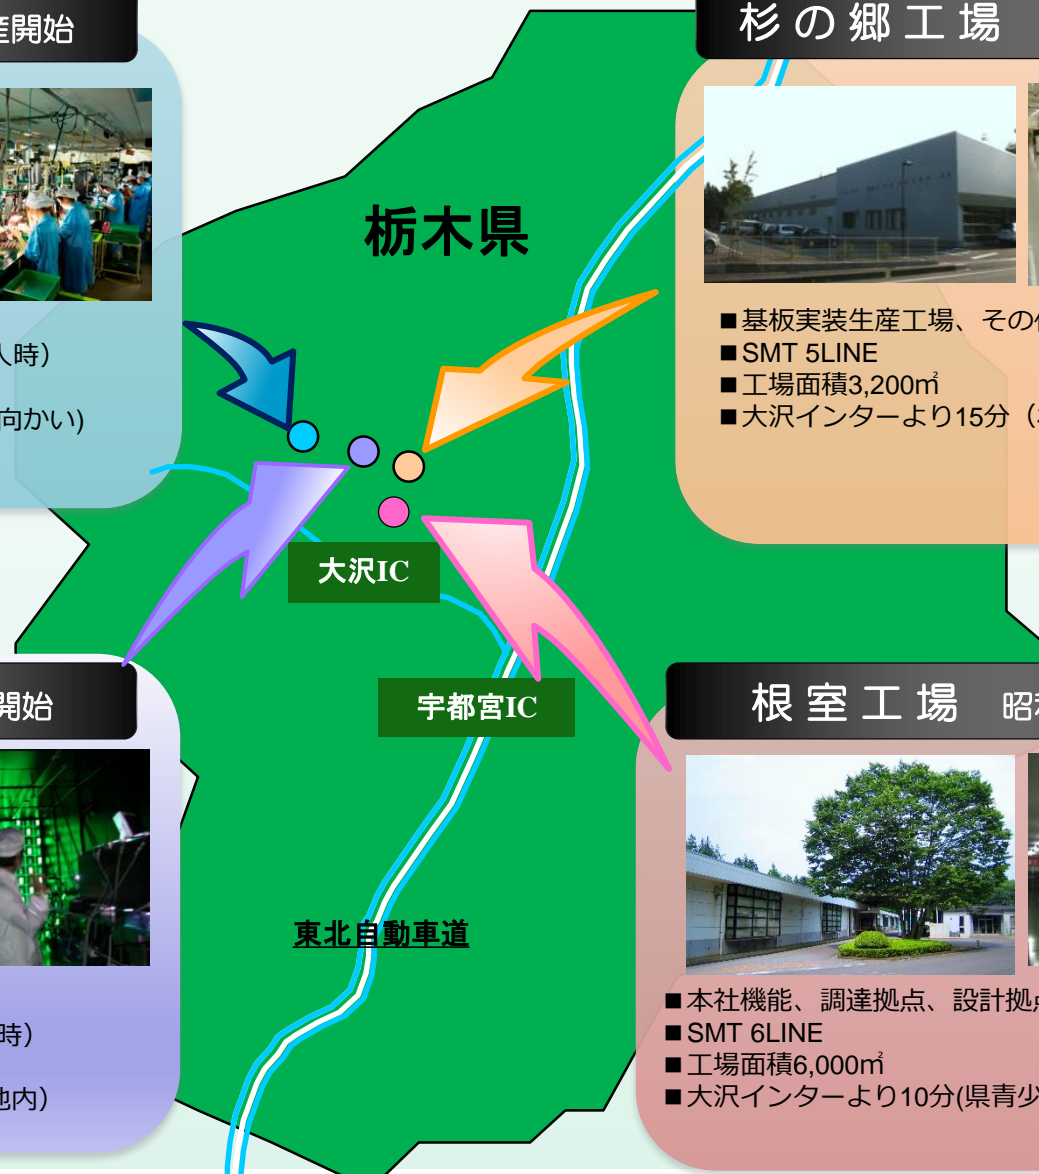 産開始
人時）
向かい)
杉の郷工場
■基板実装生産工場、その
■SMT 5LINE
■工場面積3,200㎡
■大沢インターより15分（
栃木県
大沢IC
宇都宮IC
東北自動車道
開始
時）
地内）
根室工場 昭
■本社機能、調達拠点、設計拠
■SMT 6LINE
■工場面積6,000㎡
■大沢インターより10分(県青少